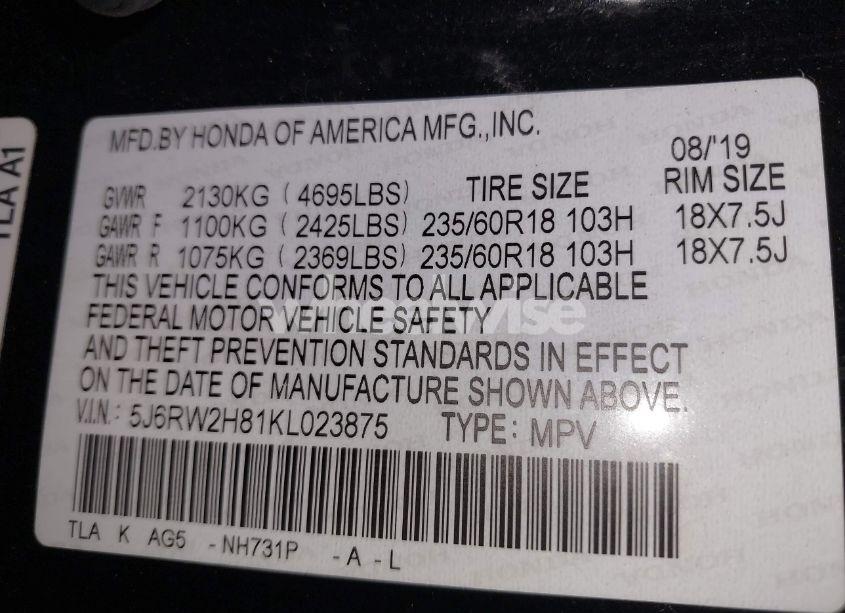 TLA A1
MFD.BY HONDA OF AMERICA MFG.,INC.
08/'19
GVWR 2130KG ( 4695LBS) TIRE SIZE RIM SIZE
GAWR F 1100KG ( 2425LBS) 235/60R18 103H 18X7.5J
GAWR R 1075KG ( 2369LBS) 235/60R18 103H 18X7.5J
THIS VEHICLE CONFORMS TO ALL APPLICABLE
FEDERAL MOTOR VEHICLE SAFETY
AND THEFT PREVENTION STANDARDS IN EFFECT
ON THE DATE OF MANUFACTURE SHOWN ABOVE.
V.I.N.: 5J6RW2H81KL023875 TYPE: MPV
TLA K AG5 -NH731P -A-L